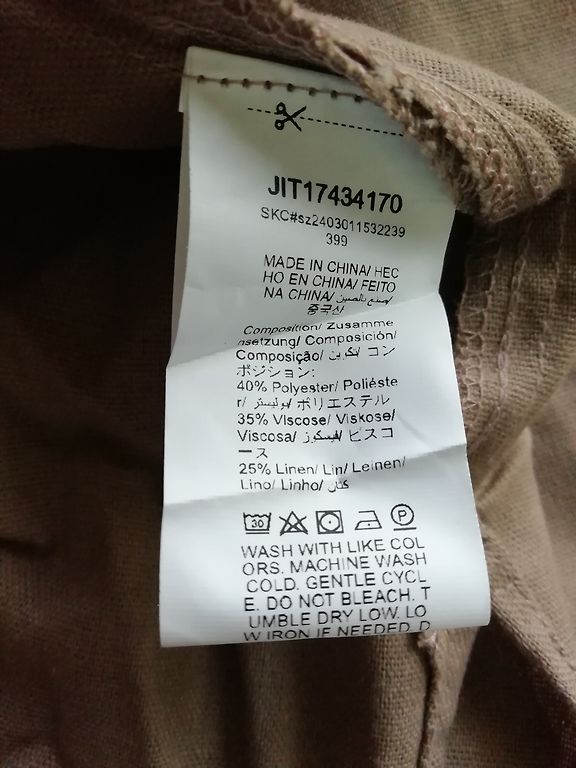 JIT17434170
SKC#sz2403011532239
399
MADE IN CHINA/ HEC
HO EN CHINA/ FEITO
NA CHINA/ صنع بالصين/
중국산
Composition/ Zusamme
nsetzung/ Composición/
Composição/ تكوين/ コン
ポジション:
40% Polyester/ Poliéste
r/ بوليستر/ ポリエステル
35% Viscose/ Viskose/
Viscosa/ فيسكوز/ ビスコ
ース
25% Linen/ Lin/ Leinen/
Lino/ Linho/ كتان/
30
P
WASH WITH LIKE COL
ORS. MACHINE WASH
COLD. GENTLE CYCL
E. DO NOT BLEACH. T
UMBLE DRY LOW. LO
W IRON IF NEEDED. D